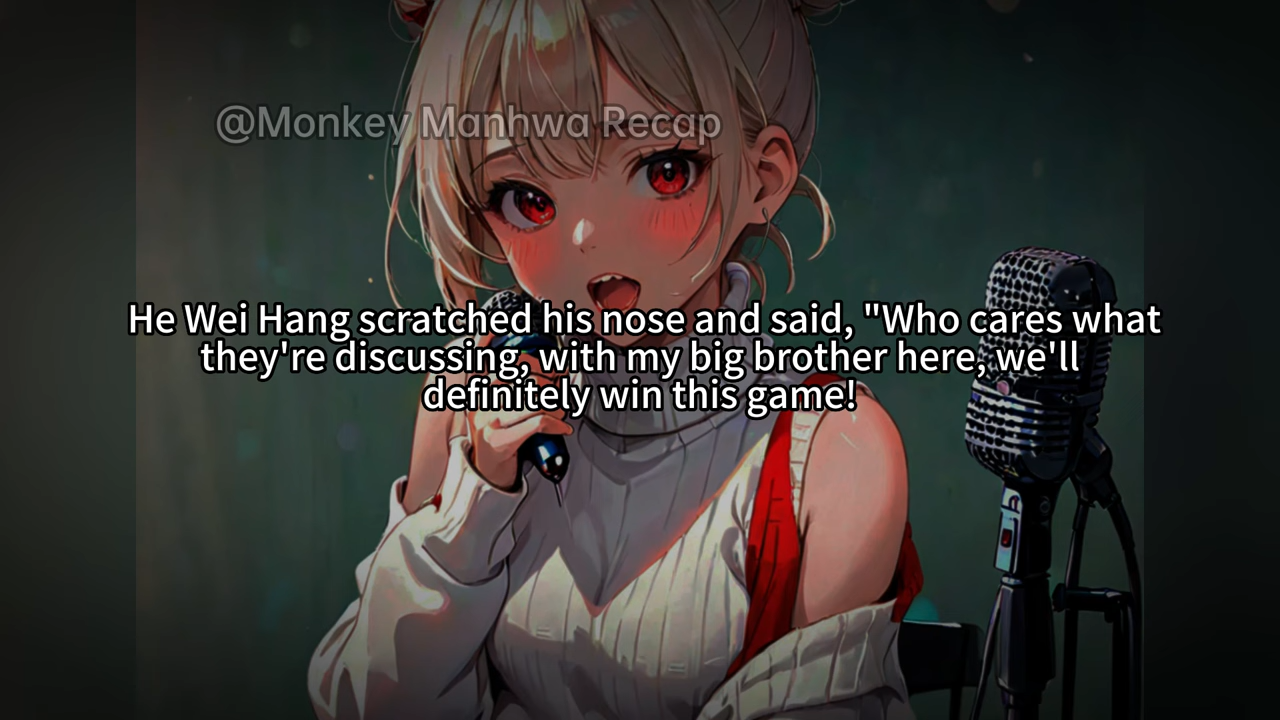 @Monkey Manhwa Recap
He Wei Hang scratched his nose and said, "Who cares what
they're discussing, with my big brother here, we'll
definitely win this game!